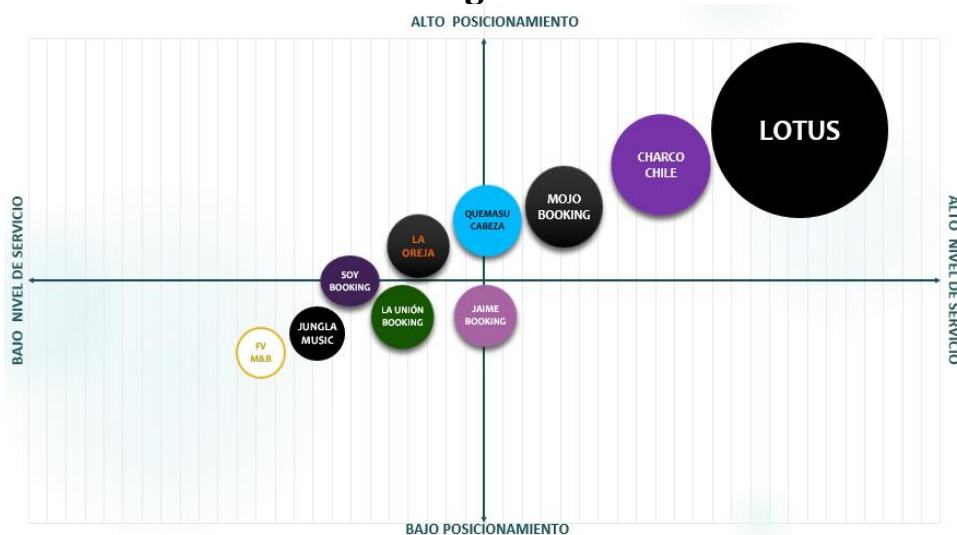 ALTO POSICIONAMIENTO
LOTUS
CHARCO
CHILE
MOJO
BOOKING
QUEMASU
CABEZA
LA
OREJA
SOY
BOOKING
LA UNIÓN
BOOKING
JAIME
BOOKING
JUNGLA
MUSIC
FV
M&B
BAJO NIVEL DE SERVICIO
ALTO NIVEL DE SERVICIO
BAJO POSICIONAMIENTO